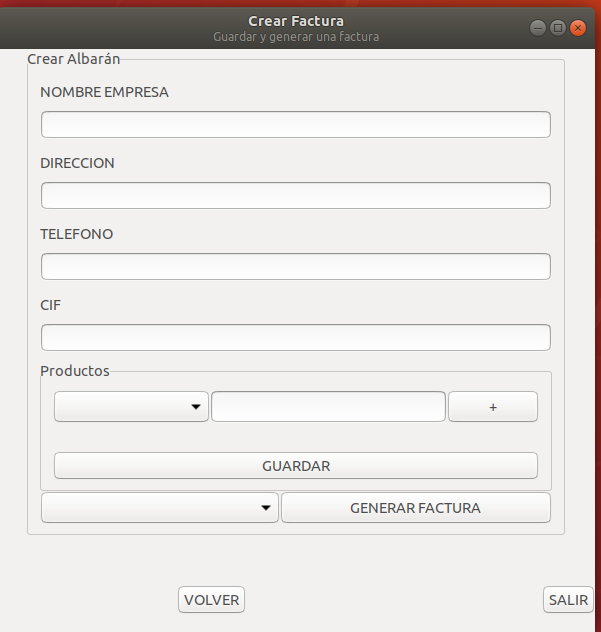 Crear Factura
Guardar y generar una factura
Crear Albarán
NOMBRE EMPRESA
DIRECCION
TELEFONO
CIF
Productos
+
GUARDAR
GENERAR FACTURA
VOLVER SALIR